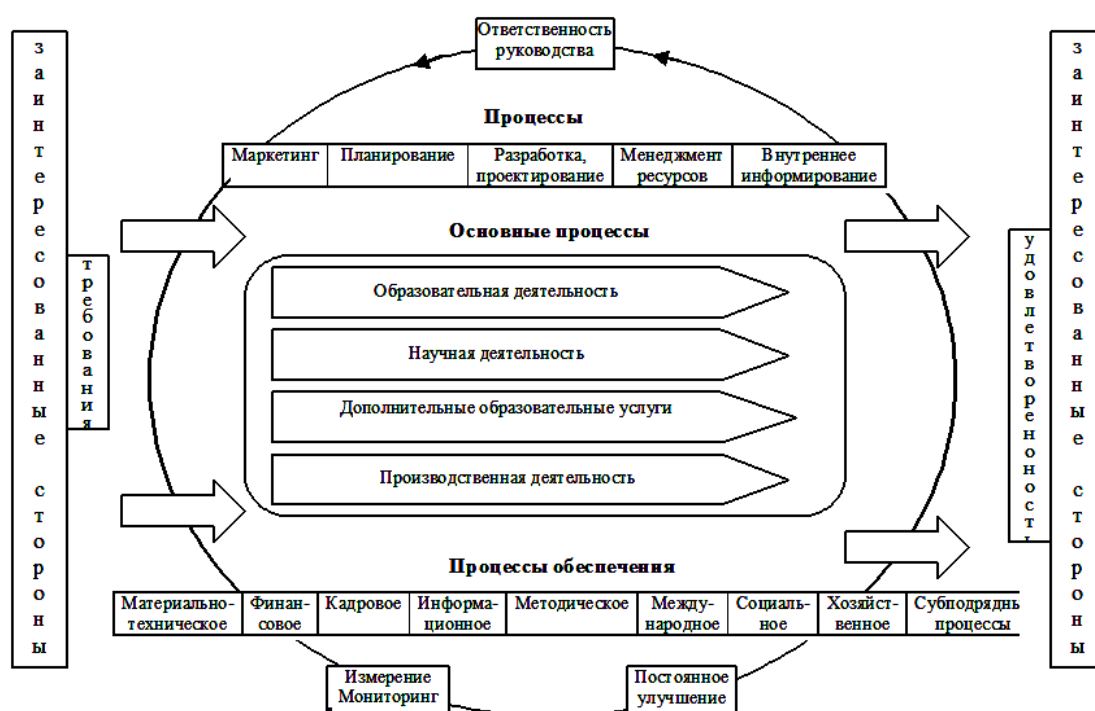 Ответственность
руководства
заинтересованные стороны
требования
Процессы
Маркетинг
Планирование
Разработка,
проектирование
Менеджмент
ресурсов
Внутреннее
информирование
Основные процессы
Образовательная деятельность
Научная деятельность
Дополнительные образовательные услуги
Производственная деятельность
Процессы обеспечения
Материально-
техническое
Финан-
совое
Кадровое
Информа-
ционное
Методическое
Между-
народное
Социаль-
ное
Хозяйст-
венное
Субподрядны
процессы
Измерение
Мониторинг
Постоянное
улучшение
удовлетворенность
заинтересованные стороны